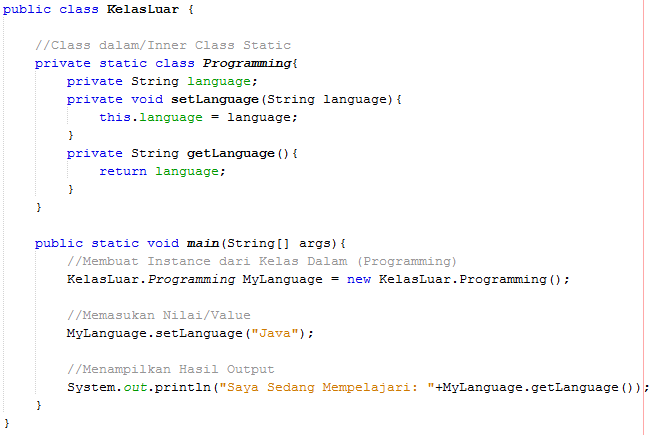 public class KelasLuar {
//Class dalam/Inner Class Static
private static class Programming{
private String language;
private void setLanguage(String language){
this.language = language;
}
private String getLanguage(){
return language;
}
}
public static void main(String[] args){
//Membuat Instance dari Kelas Dalam (Programming)
KelasLuar.Programming MyLanguage = new KelasLuar.Programming();
//Memasukan Nilai/Value
MyLanguage.setLanguage("Java");
//Menampilkan Hasil Output
System.out.println("Saya Sedang Mempelajari: "+MyLanguage.getLanguage());
}
}